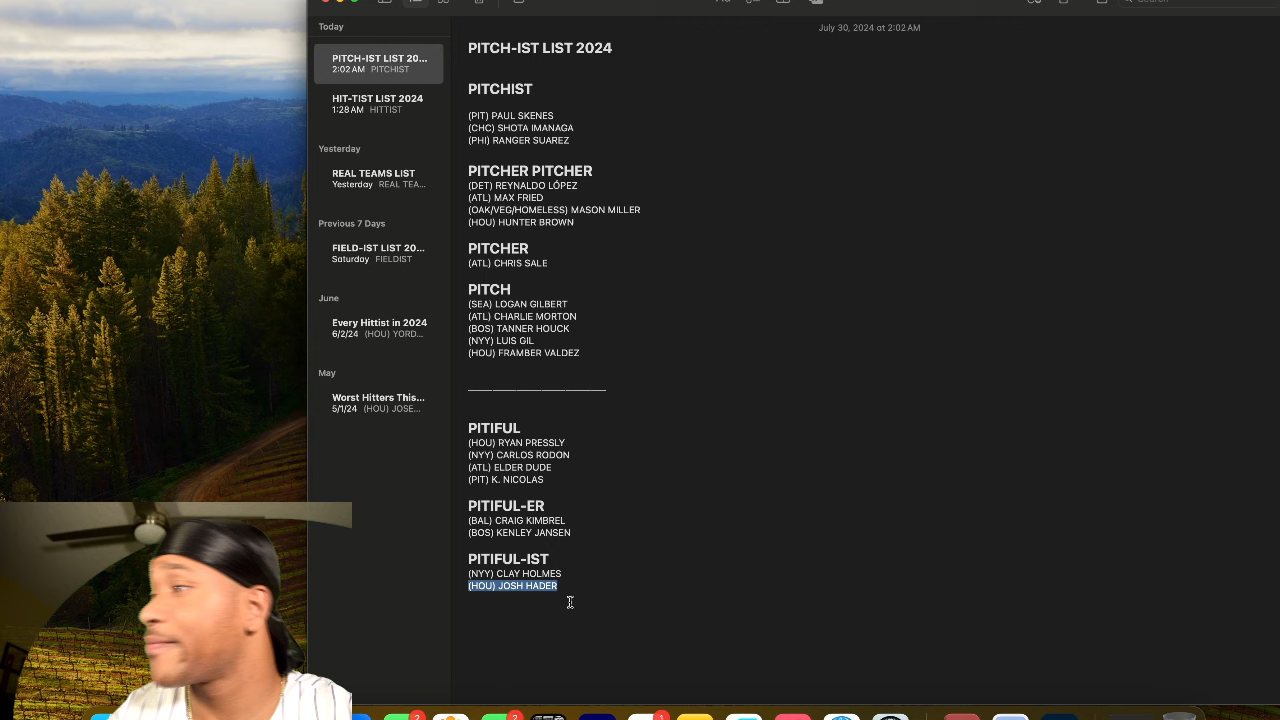 Today
PITCH-IST LIST 20...
2:02 AM PITCHIST
HIT-TIST LIST 2024
1:28 AM HITTIST
Yesterday
REAL TEAMS LIST
Yesterday REAL TEA...
Previous 7 Days
FIELD-IST LIST 20...
Saturday FIELDIST
June
Every Hittist in 2024
6/2/24 (HOU) YORD...
May
Worst Hitters This...
5/1/24 (HOU) JOSE...
Search
July 30, 2024 at 2:02 AM
PITCH-IST LIST 2024
PITCHIST
(PIT) PAUL SKENES
(CHC) SHOTA IMANAGA
(PHI) RANGER SUAREZ
PITCHER PITCHER
(DET) REYNALDO LÓPEZ
(ATL) MAX FRIED
(OAK/VEG/HOMELESS) MASON MILLER
(HOU) HUNTER BROWN
PITCHER
(ATL) CHRIS SALE
PITCH
(SEA) LOGAN GILBERT
(ATL) CHARLIE MORTON
(BOS) TANNER HOUCK
(NYY) LUIS GIL
(HOU) FRAMBER VALDEZ
PITIFUL
(HOU) RYAN PRESSLY
(NYY) CARLOS RODON
(ATL) ELDER DUDE
(PIT) K. NICOLAS
PITIFUL-ER
(BAL) CRAIG KIMBREL
(BOS) KENLEY JANSEN
PITIFUL-IST
(NYY) CLAY HOLMES
(HOU) JOSH HADER
2
2
1